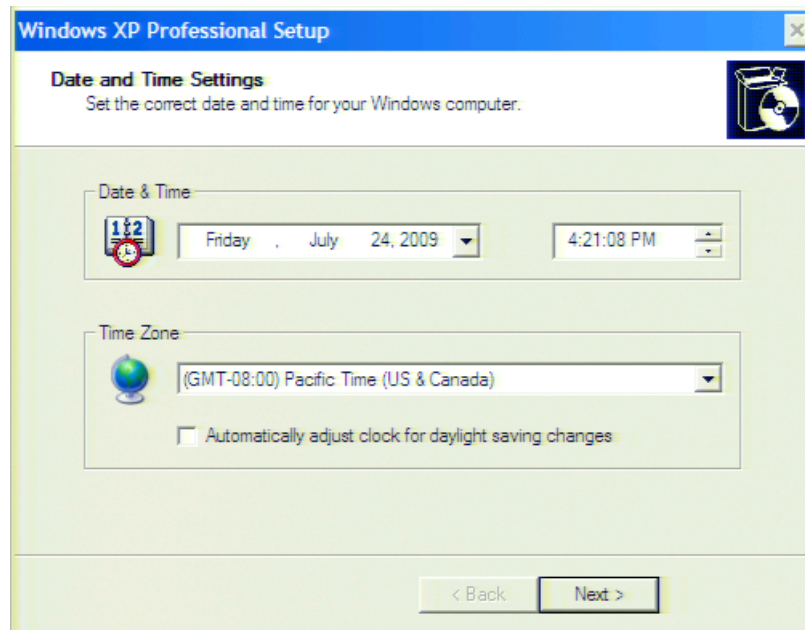 Windows XP Professional Setup
Date and Time Settings
Set the correct date and time for your Windows computer.
Date & Time
12
Friday , July 24, 2009
4:21:08 PM
Time Zone
(GMT-08:00) Pacific Time (US & Canada)
Automatically adjust clock for daylight saving changes
< Back
Next >